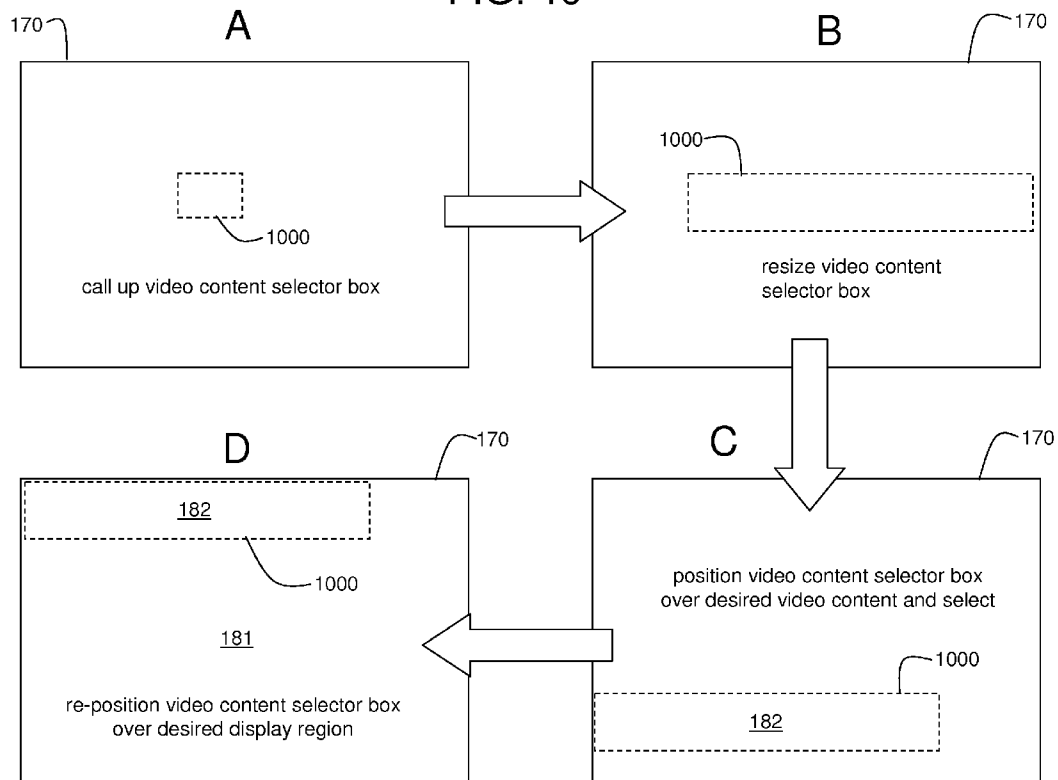 FIG. 10
170
A
1000
call up video content selector box
B
170
1000
resize video content
selector box
D
170
182
1000
181
re-position video content selector box
over desired display region
C
170
position video content selector box
over desired video content and select
1000
182